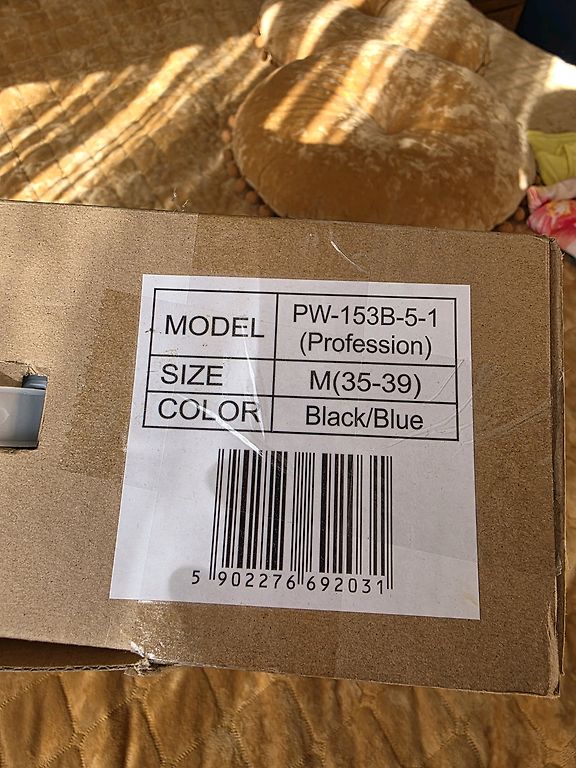 MODEL PW-153B-5-1
(Profession)
SIZE M(35-39)
COLOR Black/Blue
5 902276 692031